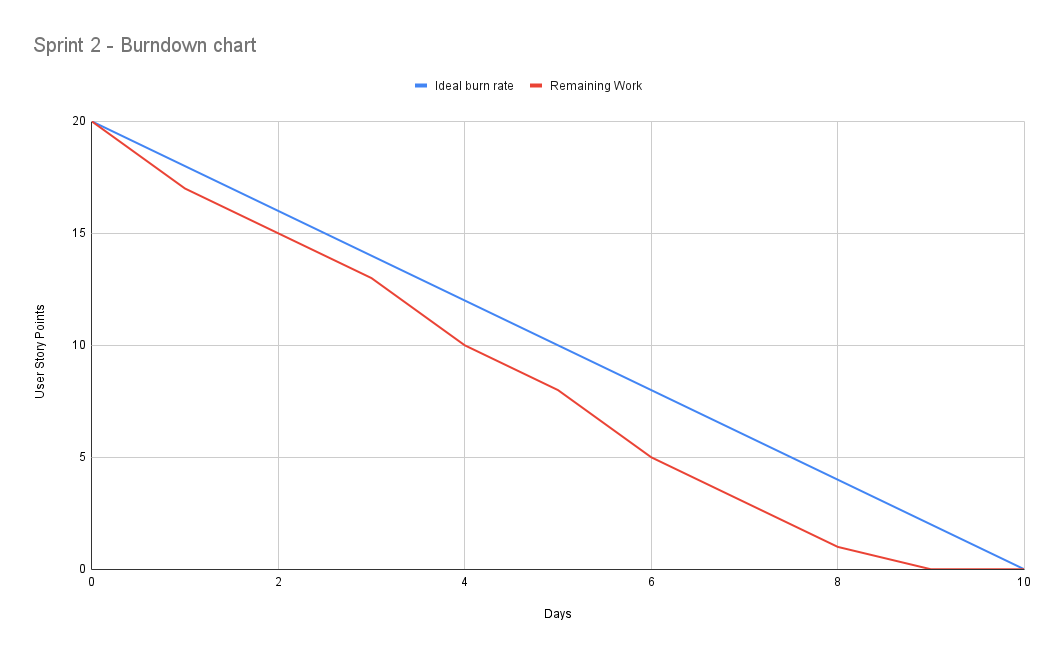 Sprint 2 - Burndown chart
Ideal burn rate Remaining Work
20
15
10
5
0
User Story Points
0 2 4 6 8 10
Days